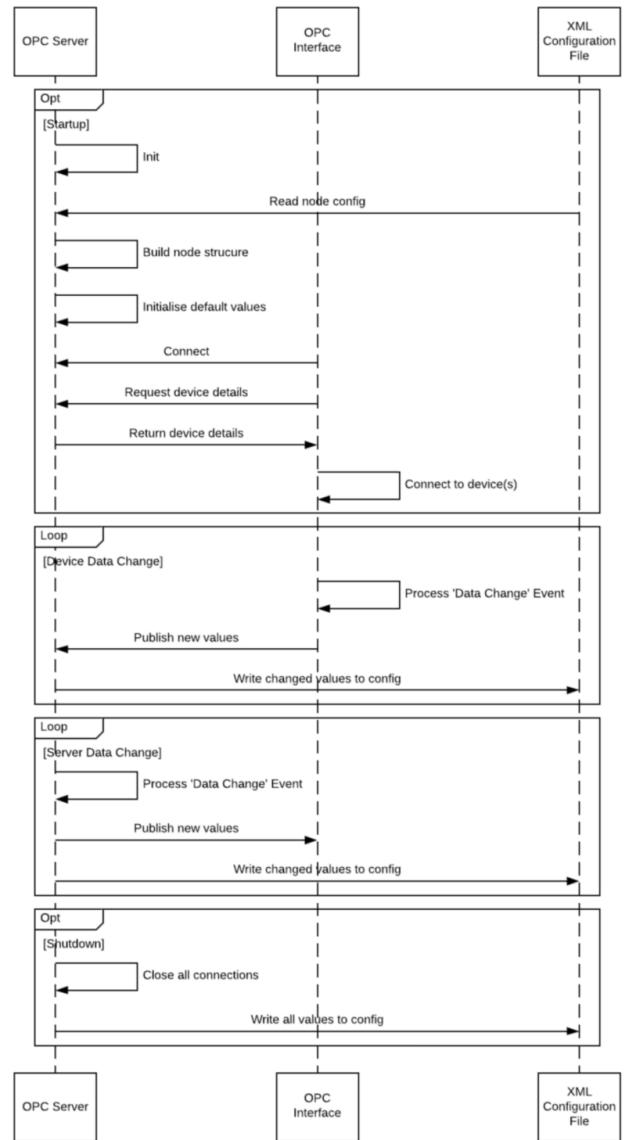 OPC Server
OPC
Interface
XML
Configuration
File
Opt
[Startup]
Init
Read node config
Build node strucure
Initialise default values
Connect
Request device details
Return device details
Connect to device(s)
Loop
[Device Data Change]
Process 'Data Change' Event
Publish new values
Write changed values to config
Loop
[Server Data Change]
Process 'Data Change' Event
Publish new values
Write changed values to config
Opt
[Shutdown]
Close all connections
Write all values to config
OPC Server
OPC
Interface
XML
Configuration
File